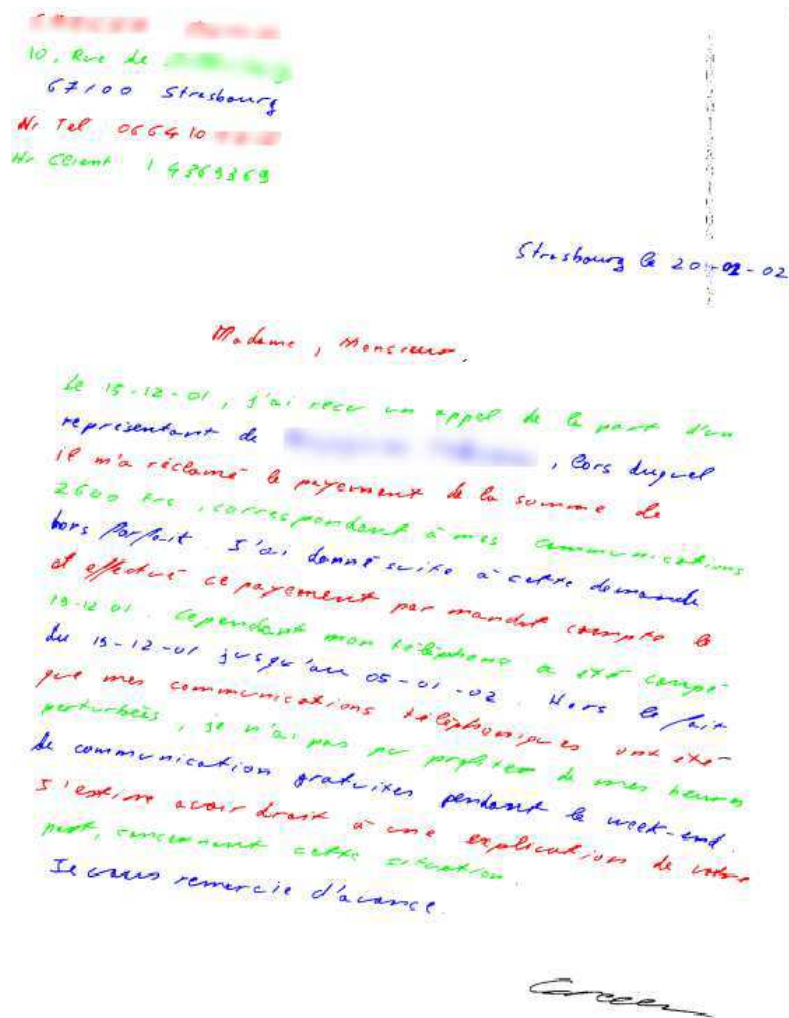 10, Rue de
67100 Strasbourg
Nr Tel 066410
Nr Client 14369369
Strasbourg le 20-02-02
Madame, Monsieur,
Le 15-12-01, j'ai recu un appel de la part d'un
représentant de , lors duquel
il m'a réclamé le payement de la somme de
2600 frs, correspondant à mes communications
hors forfait. J'ai donné suite à cette demande
et effectué ce payement par mandat compte le
19-12 01. Cependant mon téléphone a été coupé
du 15-12-01 jusqu'au 05-01-02. Hors le fait
que mes communications téléphoniques ont été
perturbées, je n'ai pas pu profiter de mes heures
de communication gratuites pendant le week-end.
J'estime avoir droit à une explication de votre
part, concernant cette situation.
Je vous remercie d'avance.